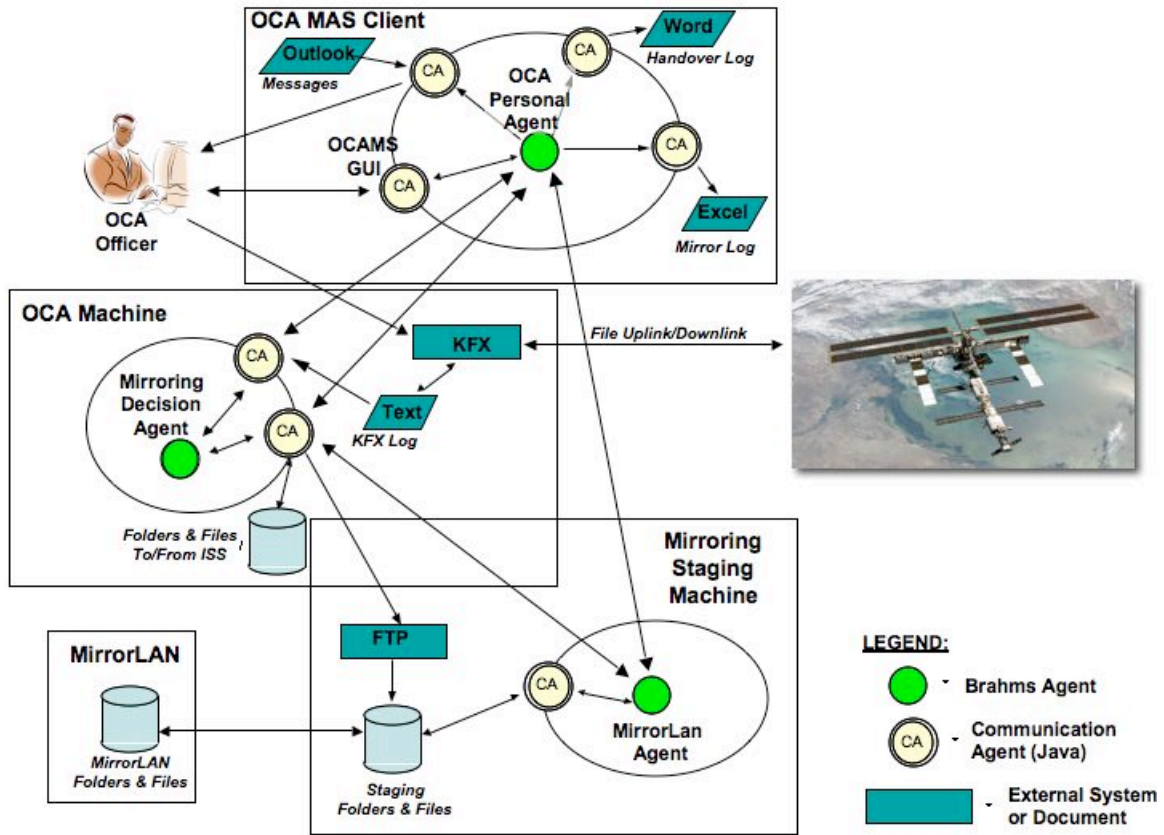 OCA MAS Client
Outlook
Messages
CA
CA
Word
Handover Log
OCA
Personal
Agent
OCAMS
GUI
CA
CA
Excel
Mirror Log
OCA
Officer
OCA Machine
CA
KFX
File Uplink/Downlink
Mirroring
Decision
Agent
CA
Text
KFX Log
Folders & Files
To/From ISS
Mirroring
Staging
Machine
FTP
MirrorLAN
CA
MirrorLan
Agent
MirrorLAN
Folders & Files
Staging
Folders & Files
LEGEND:
Brahms Agent
CA
Communication
Agent (Java)
External System
or Document